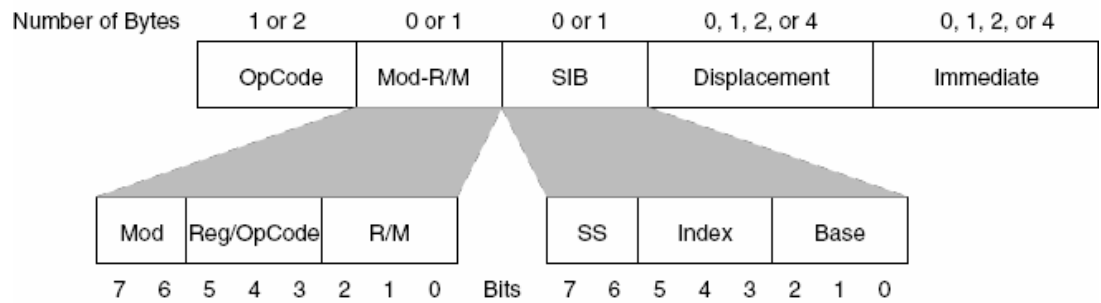 Number of Bytes 1 or 2 0 or 1 0 or 1 0, 1, 2, or 4 0, 1, 2, or 4
OpCode Mod-R/M SIB Displacement Immediate
Mod Reg/OpCode R/M SS Index Base
7 6 5 4 3 2 1 0 Bits 7 6 5 4 3 2 1 0